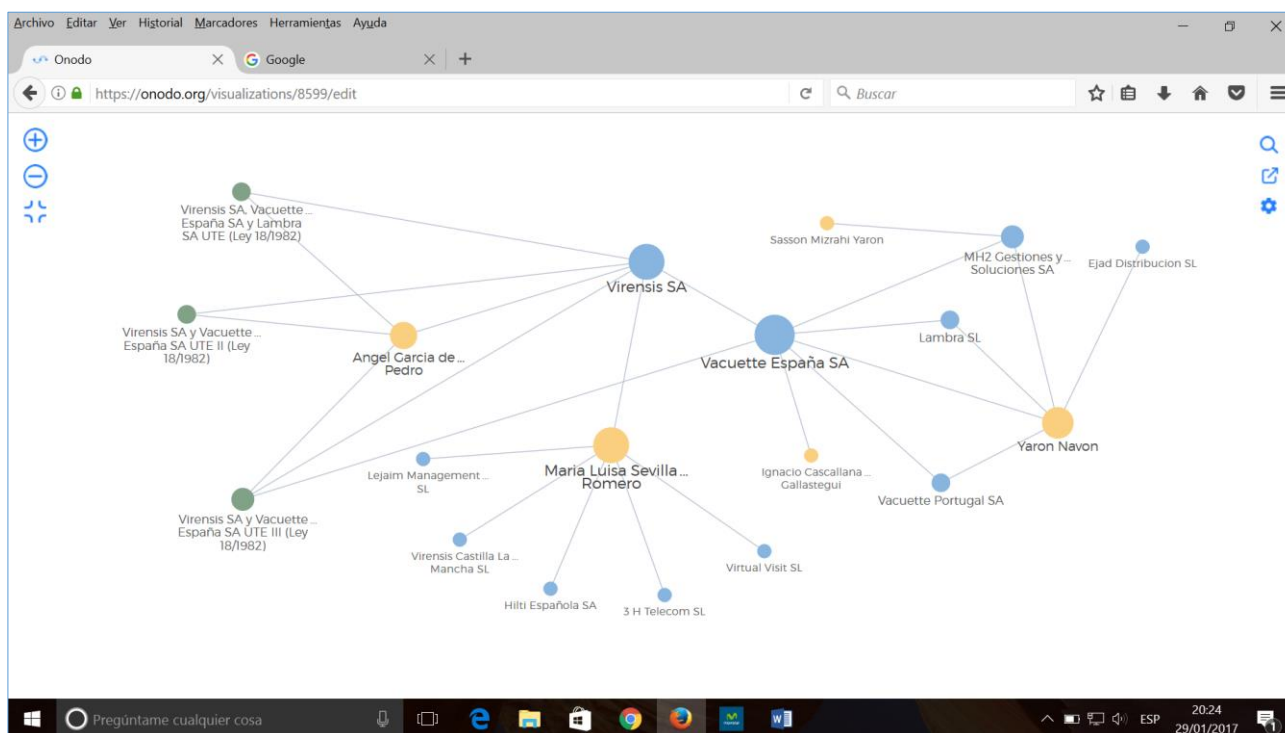 Archivo Editar Ver Historial Marcadores Herramientas Ayuda
Onodo
Google
https://onodo.org/visualizations/8599/edit
Buscar
Virensis SA, Vacuette ...
España SA y Lambra
SA UTE (Ley 18/1982)
Sasson Mizrahi Yaron
MH2 Gestiones y ...
Soluciones SA
Ejad Distribucion SL
Virensis SA
Virensis SA y Vacuette ...
España SA UTE II (Ley
18/1982)
Angel Garcia de ...
Pedro
Vacuette España SA
Lambra SL
Yaron Navon
Lejaim Management ...
SL
Maria Luisa Sevilla ...
Romero
Ignacio Cascallana ...
Gallastegui
Vacuette Portugal SA
Virensis SA y Vacuette ...
España SA UTE III (Ley
18/1982)
Virensis Castilla La ...
Mancha SL
Virtual Visit SL
Hilti Española SA
3 H Telecom SL
Pregúntame cualquier cosa
ESP
20:24
29/01/2017